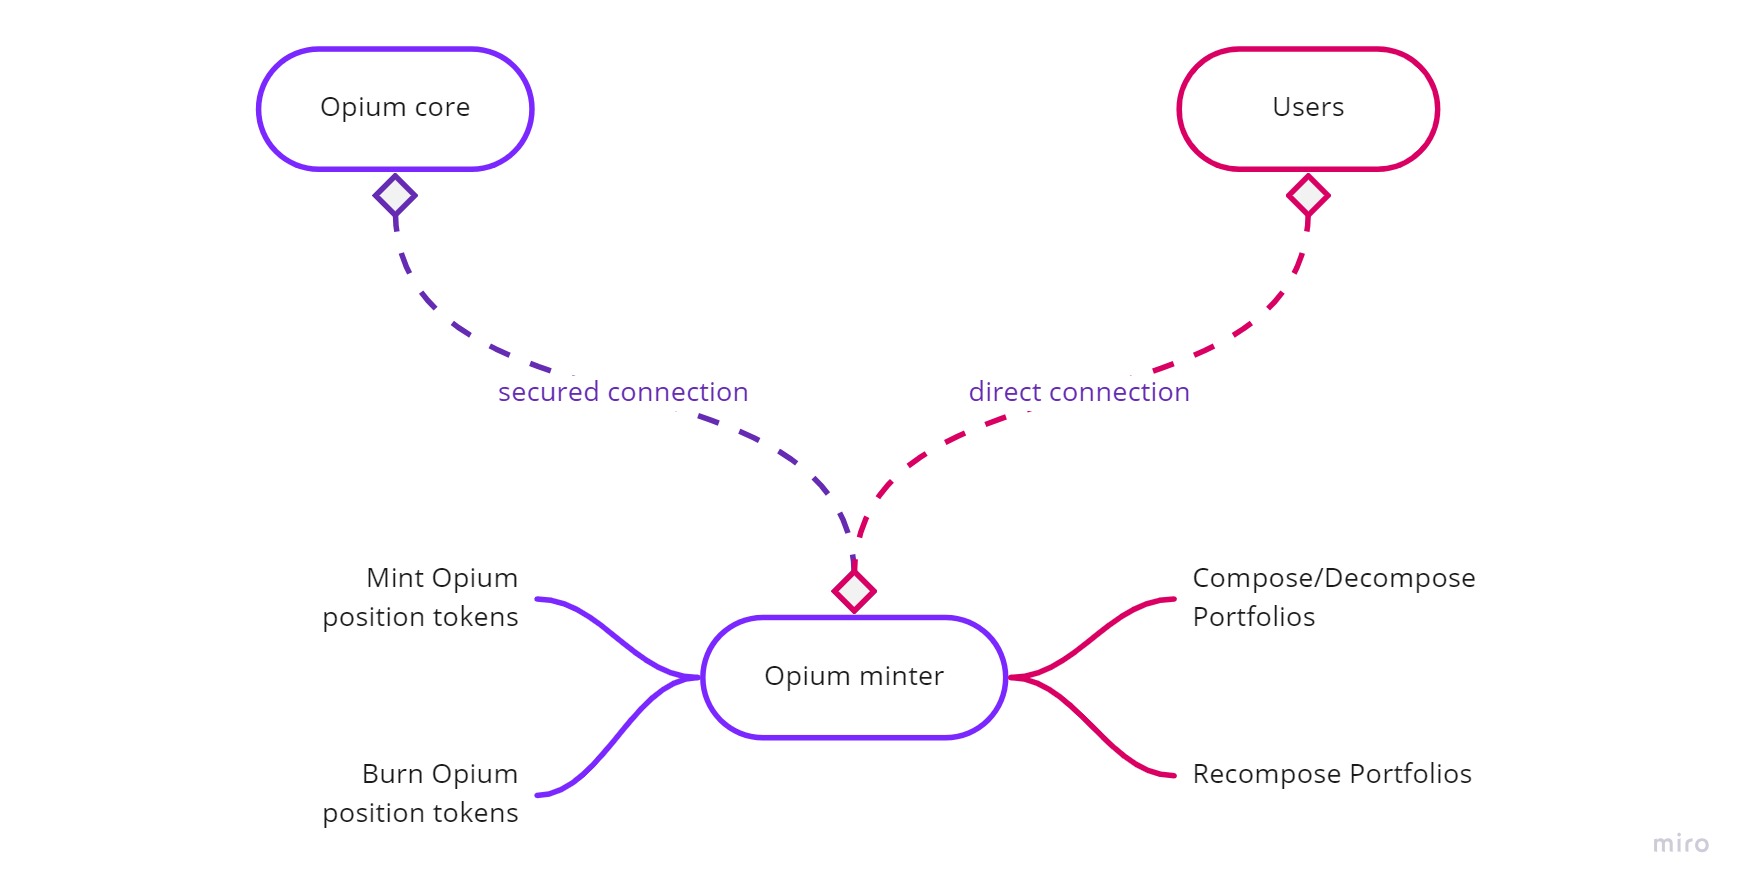 Opium core
Users
secured connection
direct connection
Mint Opium
position tokens
Compose/Decompose
Portfolios
Opium minter
Burn Opium
position tokens
Recompose Portfolios
miro